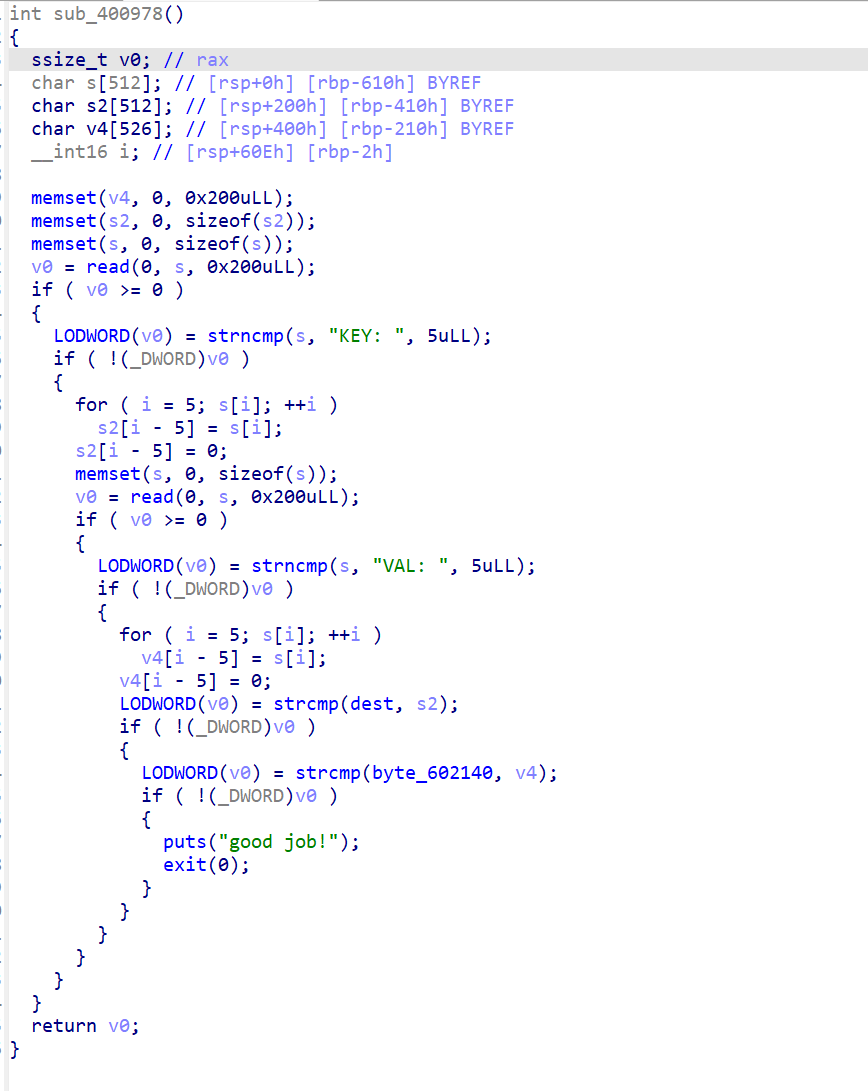 int sub_400978()
{
  ssize_t v0; // rax
  char s[512]; // [rsp+0h] [rbp-610h] BYREF
  char s2[512]; // [rsp+200h] [rbp-410h] BYREF
  char v4[526]; // [rsp+400h] [rbp-210h] BYREF
  __int16 i; // [rsp+60Eh] [rbp-2h]

  memset(v4, 0, 0x200uLL);
  memset(s2, 0, sizeof(s2));
  memset(s, 0, sizeof(s));
  v0 = read(0, s, 0x200uLL);
  if ( v0 >= 0 )
  {
    LODWORD(v0) = strncmp(s, "KEY: ", 5uLL);
    if ( !(_DWORD)v0 )
    {
      for ( i = 5; s[i]; ++i )
        s2[i - 5] = s[i];
      s2[i - 5] = 0;
      memset(s, 0, sizeof(s));
      v0 = read(0, s, 0x200uLL);
      if ( v0 >= 0 )
      {
        LODWORD(v0) = strncmp(s, "VAL: ", 5uLL);
        if ( !(_DWORD)v0 )
        {
          for ( i = 5; s[i]; ++i )
            v4[i - 5] = s[i];
          v4[i - 5] = 0;
          LODWORD(v0) = strcmp(dest, s2);
          if ( !(_DWORD)v0 )
          {
            LODWORD(v0) = strcmp(byte_602140, v4);
            if ( !(_DWORD)v0 )
            {
              puts("good job!");
              exit(0);
            }
          }
        }
      }
    }
  }
  return v0;
}